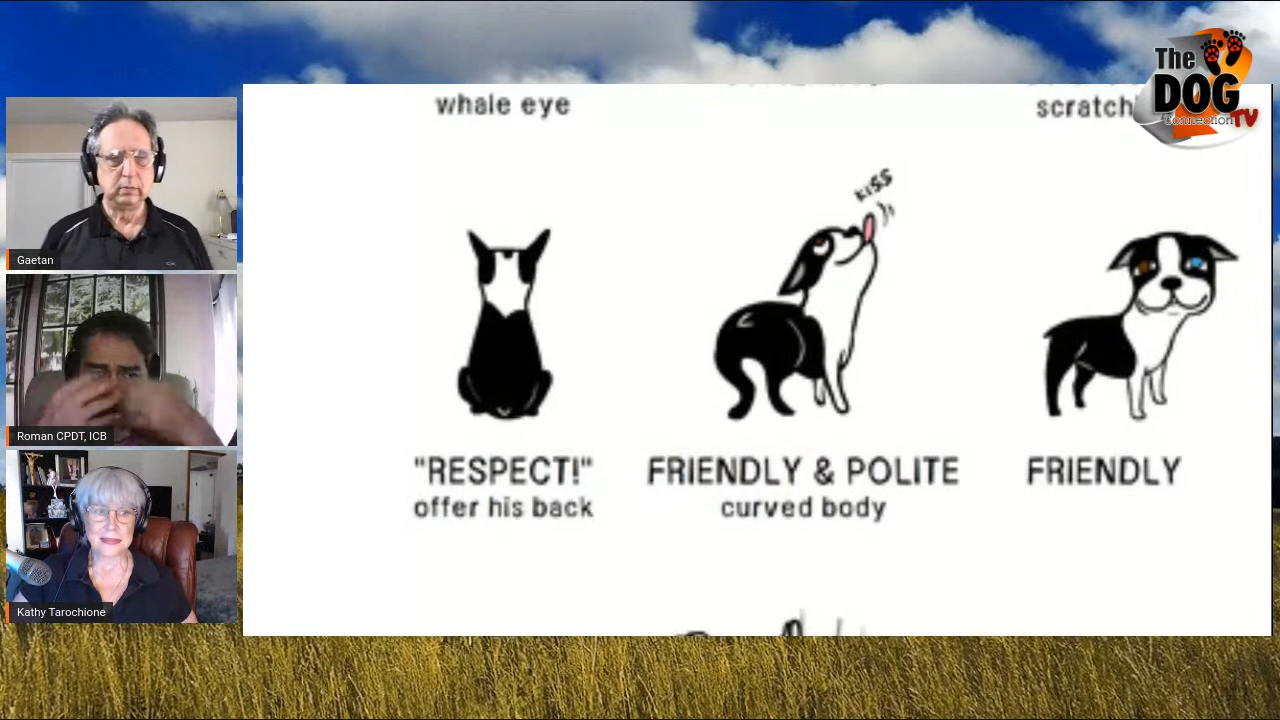 whale eye
scratch
The
DOG
Connection TV
KISS
"RESPECT!"
offer his back
FRIENDLY & POLITE
curved body
FRIENDLY
Gaetan
Roman CPDT, ICB
Kathy Tarochione